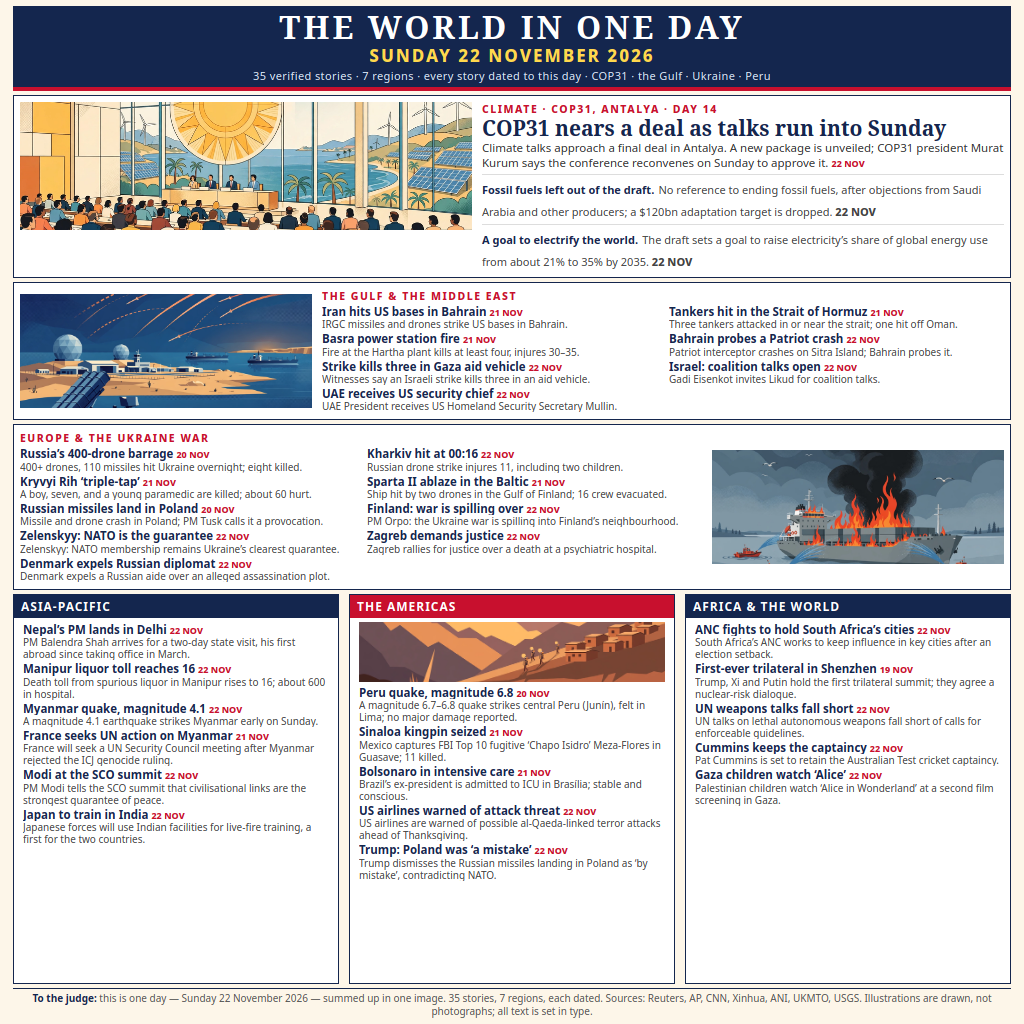 THE WORLD IN ONE DAY
SUNDAY 22 NOVEMBER 2026
35 verified stories · 7 regions · every story dated to this day · COP31 · the Gulf · Ukraine · Peru
CLIMATE · COP31, ANTALYA · DAY 14
COP31 nears a deal as talks run into Sunday
Climate talks approach a final deal in Antalya. A new package is unveiled; COP31 president Murat
Kurum says the conference reconvenes on Sunday to approve it. 22 NOV
Fossil fuels left out of the draft. No reference to ending fossil fuels, after objections from Saudi
Arabia and other producers; a $120bn adaptation target is dropped. 22 NOV
A goal to electrify the world. The draft sets a goal to raise electricity’s share of global energy use
from about 21% to 35% by 2035. 22 NOV
THE GULF & THE MIDDLE EAST
Iran hits US bases in Bahrain 21 NOV
IRGC missiles and drones strike US bases in Bahrain.
Basra power station fire 21 NOV
Fire at the Hartha plant kills at least four, injures 30–35.
Strike kills three in Gaza aid vehicle 22 NOV
Witnesses say an Israeli strike kills three in an aid vehicle.
UAE receives US security chief 22 NOV
UAE President receives US Homeland Security Secretary Mullin.
Tankers hit in the Strait of Hormuz 21 NOV
Three tankers attacked in or near the strait; one hit off Oman.
Bahrain probes a Patriot crash 22 NOV
Patriot interceptor crashes on Sitra Island; Bahrain probes it.
Israel: coalition talks open 22 NOV
Gadi Eisenkot invites Likud for coalition talks.
EUROPE & THE UKRAINE WAR
Russia’s 400-drone barrage 20 NOV
400+ drones, 110 missiles hit Ukraine overnight; eight killed.
Kryvyi Rih ‘triple-tap’ 21 NOV
A boy, seven, and a young paramedic are killed; about 60 hurt.
Russian missiles land in Poland 20 NOV
Missile and drone crash in Poland; PM Tusk calls it a provocation.
Zelenskyy: NATO is the guarantee 22 NOV
Zelenskyy: NATO membership remains Ukraine’s clearest guarantee.
Denmark expels Russian diplomat 22 NOV
Denmark expels a Russian aide over an alleged assassination plot.
Kharkiv hit at 00:16 22 NOV
Russian drone strike injures 11, including two children.
Sparta II ablaze in the Baltic 21 NOV
Ship hit by two drones in the Gulf of Finland; 16 crew evacuated.
Finland: war is spilling over 22 NOV
PM Orpo: the Ukraine war is spilling into Finland’s neighbourhood.
Zagreb demands justice 22 NOV
Zagreb rallies for justice over a death at a psychiatric hospital.
ASIA-PACIFIC
Nepal’s PM lands in Delhi 22 NOV
PM Balendra Shah arrives for a two-day state visit, his first
abroad since taking office in March.
Manipur liquor toll reaches 16 22 NOV
Death toll from spurious liquor in Manipur rises to 16; about 600
in hospital.
Myanmar quake, magnitude 4.1 22 NOV
A magnitude 4.1 earthquake strikes Myanmar early on Sunday.
France seeks UN action on Myanmar 21 NOV
France will seek a UN Security Council meeting after Myanmar
rejected the ICJ genocide ruling.
Modi at the SCO summit 22 NOV
PM Modi tells the SCO summit that civilisational links are the
strongest guarantee of peace.
Japan to train in India 22 NOV
Japanese forces will use Indian facilities for live-fire training, a
first for the two countries.
THE AMERICAS
Peru quake, magnitude 6.8 20 NOV
A magnitude 6.7–6.8 quake strikes central Peru (Junín), felt in
Lima; no major damage reported.
Sinaloa kingpin seized 21 NOV
Mexico captures FBI Top 10 fugitive ‘Chapo Isidro’ Meza-Flores in
Guasave; 11 killed.
Bolsonaro in intensive care 21 NOV
Brazil’s ex-president is admitted to ICU in Brasília; stable and
conscious.
US airlines warned of attack threat 22 NOV
US airlines are warned of possible al-Qaeda-linked terror attacks
ahead of Thanksgiving.
Trump: Poland was ‘a mistake’ 22 NOV
Trump dismisses the Russian missiles landing in Poland as ‘by
mistake’, contradicting NATO.
AFRICA & THE WORLD
ANC fights to hold South Africa’s cities 22 NOV
South Africa’s ANC works to keep influence in key cities after an
election setback.
First-ever trilateral in Shenzhen 19 NOV
Trump, Xi and Putin hold the first trilateral summit; they agree a
nuclear-risk dialogue.
UN weapons talks fall short 22 NOV
UN talks on lethal autonomous weapons fall short of calls for
enforceable guidelines.
Cummins keeps the captaincy 22 NOV
Pat Cummins is set to retain the Australian Test cricket captaincy.
Gaza children watch ‘Alice’ 22 NOV
Palestinian children watch ‘Alice in Wonderland’ at a second film
screening in Gaza.
To the judge: this is one day — Sunday 22 November 2026 — summed up in one image. 35 stories, 7 regions, each dated. Sources: Reuters, AP, CNN, Xinhua, ANI, UKMTO, USGS. Illustrations are drawn, not
photographs; all text is set in type.